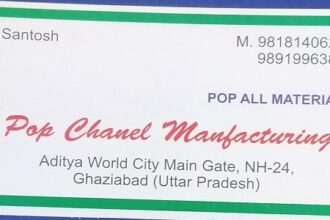 Santosh
M. 981814062
989199638
POP ALL MATERIA
Pop Chanel Manfacturing
Aditya World City Main Gate, NH-24,
Ghaziabad (Uttar Pradesh)